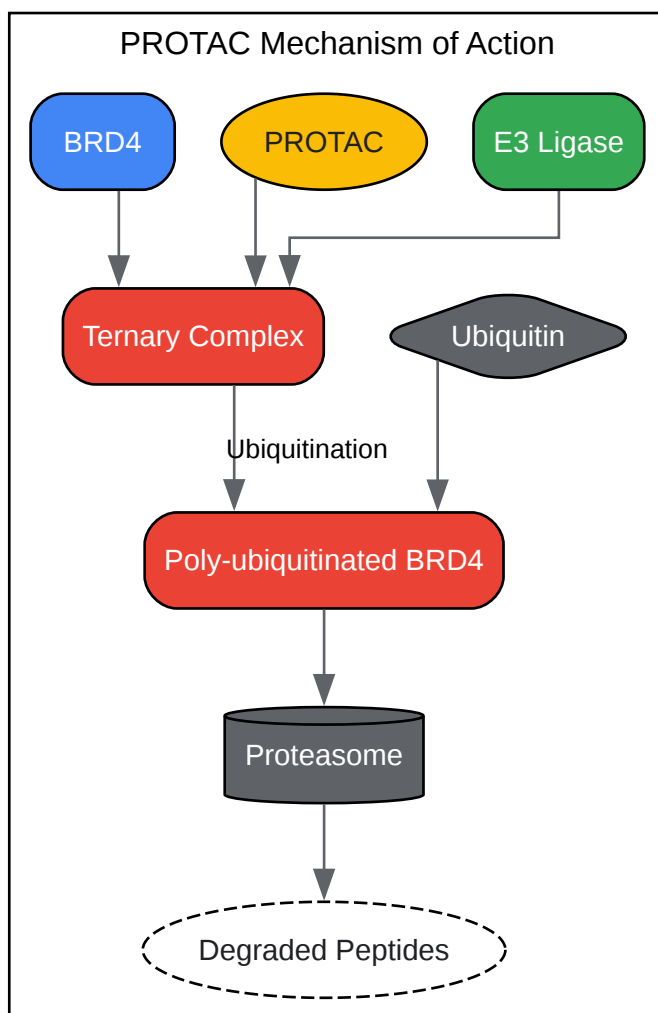 PROTAC Mechanism of Action
BRD4
PROTAC
E3 Ligase
Ternary Complex
Ubiquitin
Ubiquitination
Poly-ubiquitinated BRD4
Proteasome
Degraded Peptides